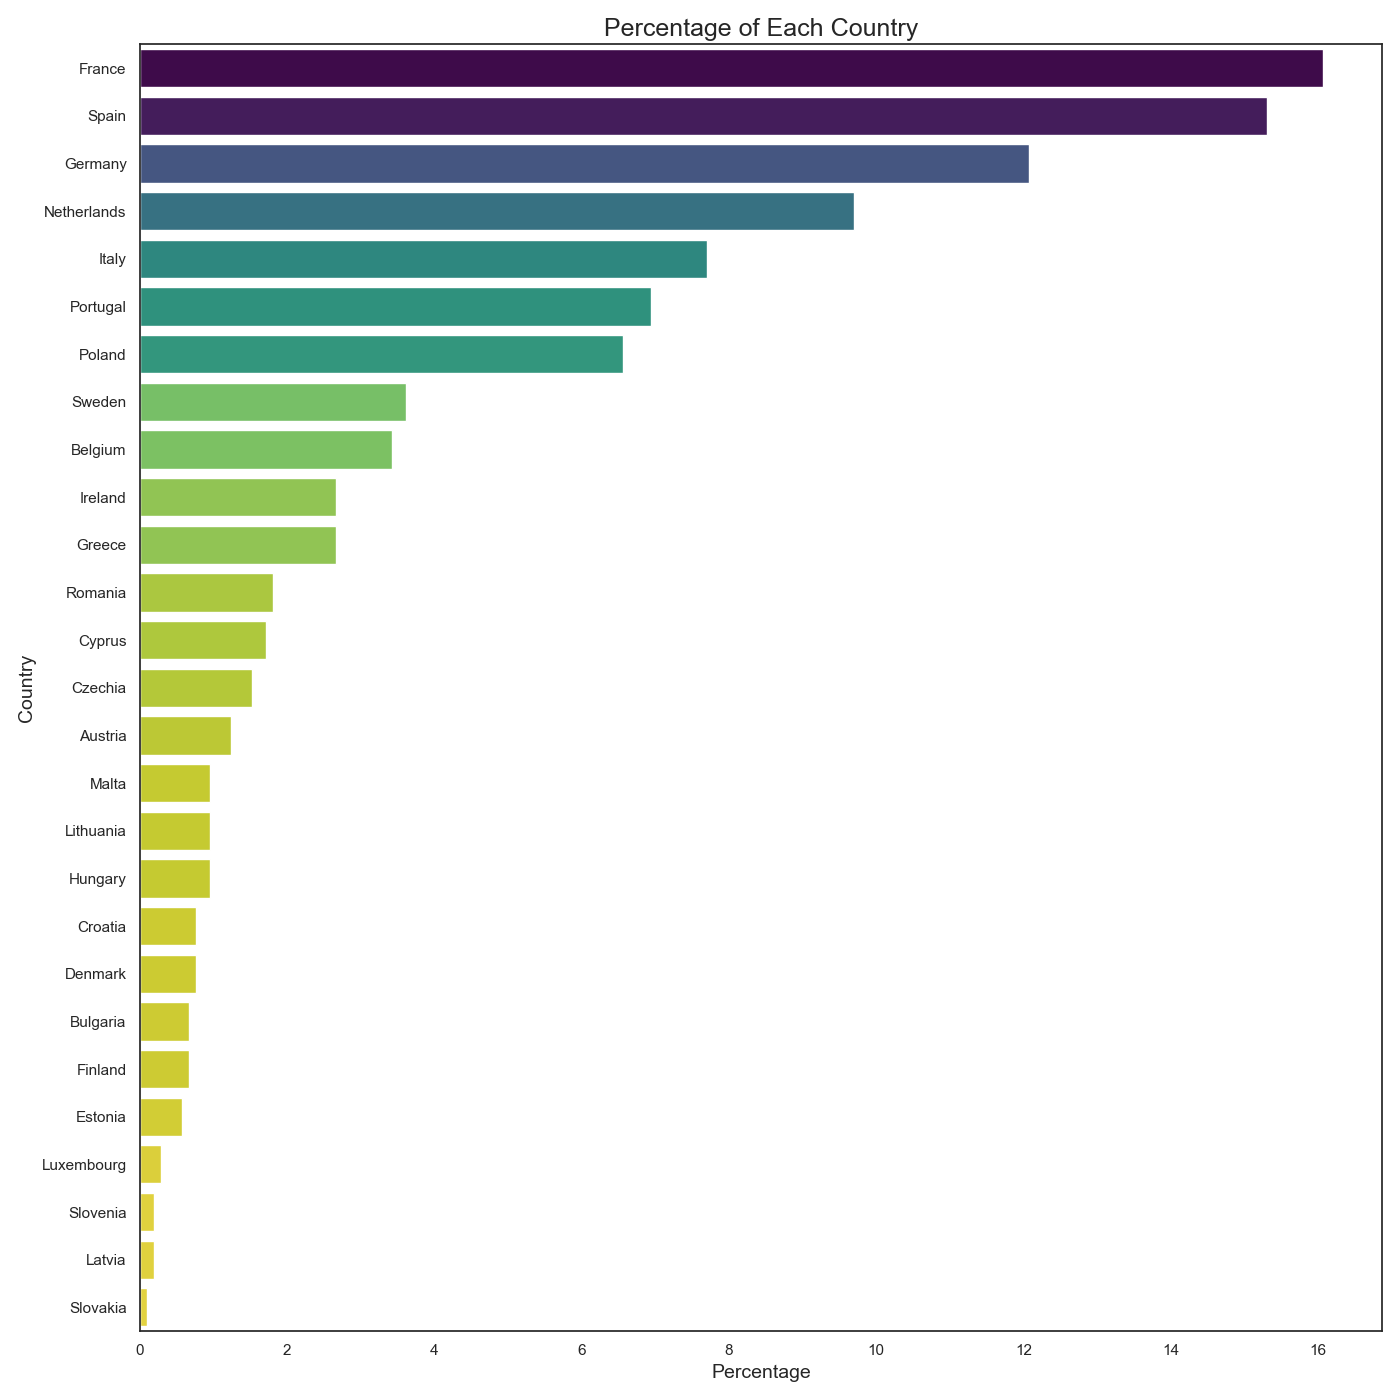 Percentage of Each Country
Country
France
Spain
Germany
Netherlands
Italy
Portugal
Poland
Sweden
Belgium
Ireland
Greece
Romania
Cyprus
Czechia
Austria
Malta
Lithuania
Hungary
Croatia
Denmark
Bulgaria
Finland
Estonia
Luxembourg
Slovenia
Latvia
Slovakia
0 2 4 6 8 10 12 14 16
Percentage